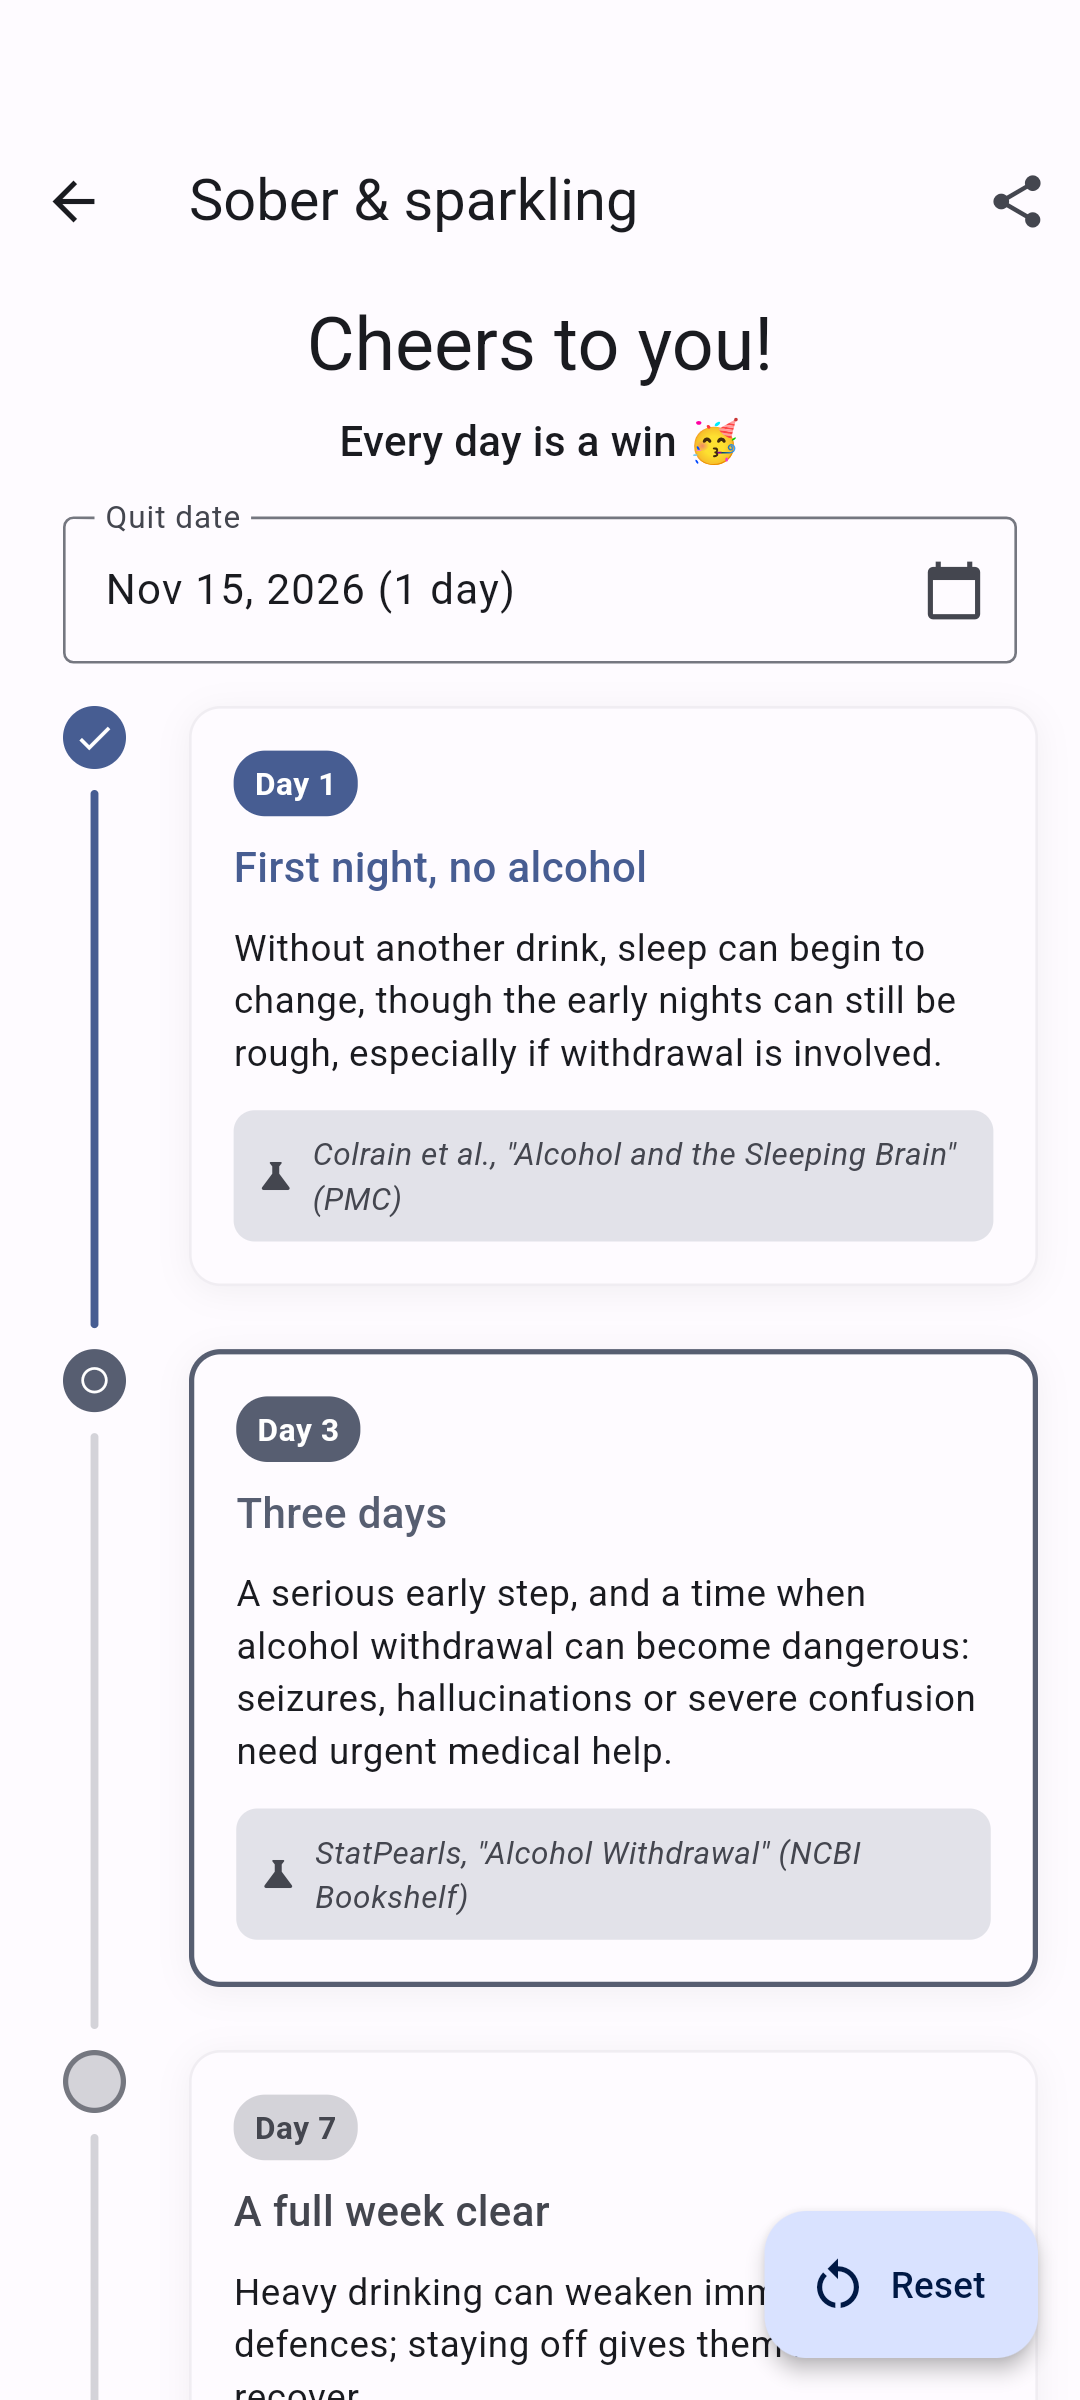 Sober & sparkling
Cheers to you!
Every day is a win 🥳
Quit date
Nov 15, 2026 (1 day)
Day 1
First night, no alcohol
Without another drink, sleep can begin to
change, though the early nights can still be
rough, especially if withdrawal is involved.
Colrain et al., "Alcohol and the Sleeping Brain"
(PMC)
Day 3
Three days
A serious early step, and a time when
alcohol withdrawal can become dangerous:
seizures, hallucinations or severe confusion
need urgent medical help.
StatPearls, "Alcohol Withdrawal" (NCBI
Bookshelf)
Day 7
A full week clear
Heavy drinking can weaken
defences; staying off gives them
recover
Reset